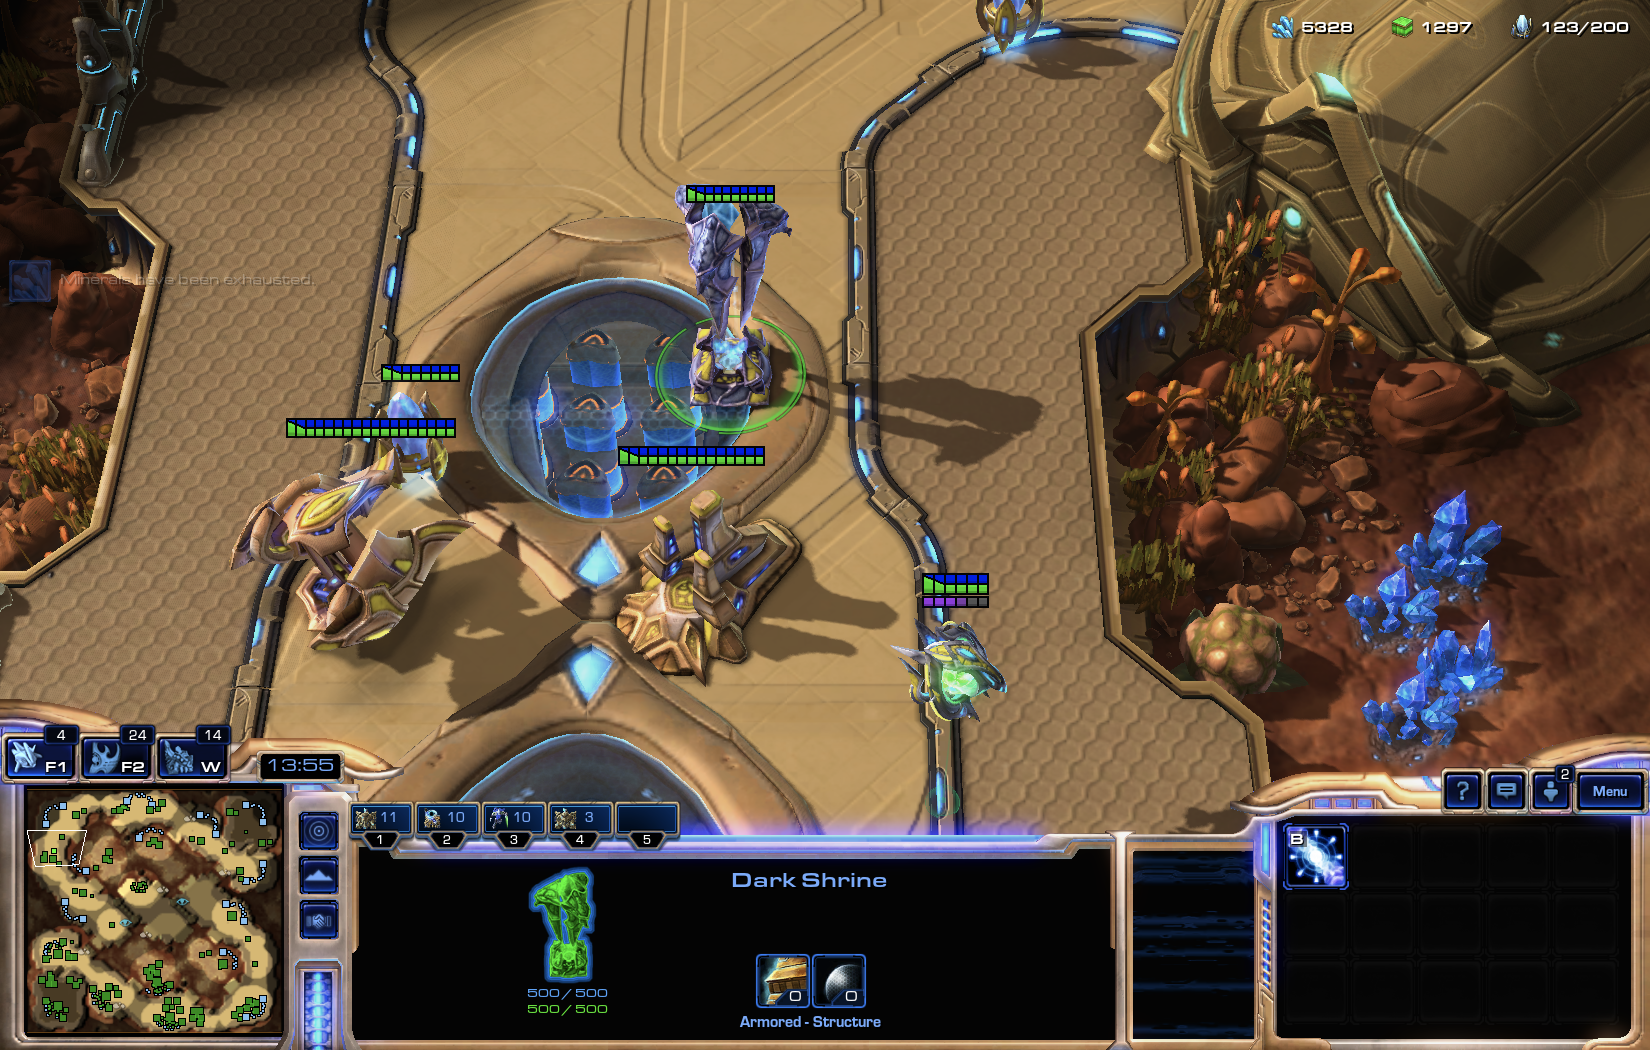 5328 1297 123/200
Minerals have been exhausted.
4 24 14
F1 F2 W
13:55
2
? Menu
11 10 10 3
1 2 3 4 5
Dark Shrine
B
500/500
500/500
0 0
Armored - Structure